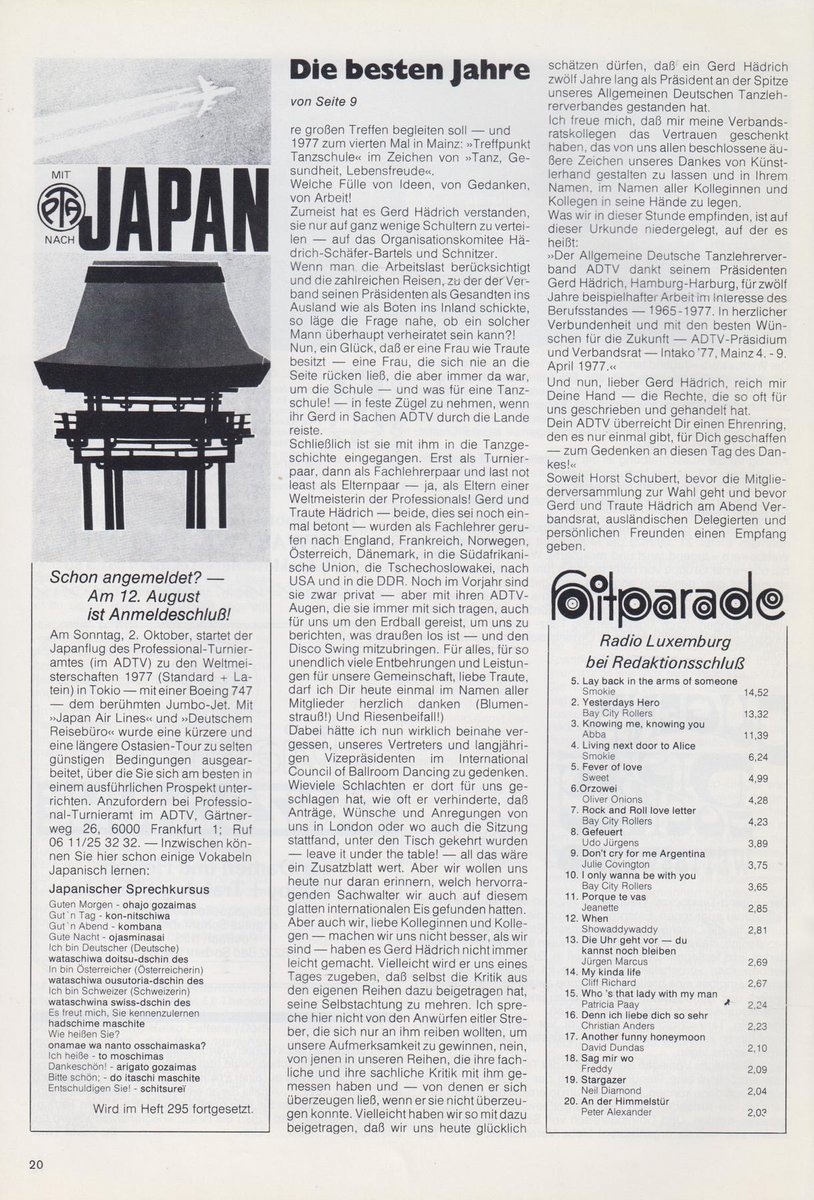 MIT
PTA
NACH
JAPAN
Schon angemeldet? —
Am 12. August
ist Anmeldeschluß!
Am Sonntag, 2. Oktober, startet der
Japanflug des Professional-Turnier-
amtes (im ADTV) zu den Weltmei-
sterschaften 1977 (Standard + La-
tein) in Tokio — mit einer Boeing 747
— dem berühmten Jumbo-Jet. Mit
»Japan Air Lines« und »Deutschem
Reisebüro« wurde eine kürzere und
eine längere Ostasien-Tour zu selten
günstigen Bedingungen ausgear-
beitet, über die Sie sich am besten in
einem ausführlichen Prospekt unter-
richten. Anzufordern bei Professio-
nal-Turnieramt im ADTV, Gärtner-
weg 26, 6000 Frankfurt 1; Ruf
06 11/25 32 32. — Inzwischen kön-
nen Sie hier schon einige Vokabeln
Japanisch lernen:
Japanischer Sprechkursus
Guten Morgen - ohajo gozaimas
Gut´n Tag - kon-nitschiwa
Gut´n Abend - kombana
Gute Nacht - ojasminasai
Ich bin Deutscher (Deutsche)
wataschiwa doitsu-dschin des
In bin Österreicher (Österreicherin)
wataschiwa ousutoria-dschin des
Ich bin Schweizer (Schweizerin)
wataschwina swiss-dschin des
Es freut mich, Sie kennenzulernen
hadschime maschite
Wie heißen Sie?
onamae wa nanto osschaimaska?
Ich heiße - to moschimas
Dankeschön! - arigato gozaimas
Bitte schön; - do itaschi maschite
Entschuldigen Sie! - schitsureï
Wird im Heft 295 fortgesetzt.
20
Die besten Jahre
von Seite 9
re großen Treffen begleiten soll — und
1977 zum vierten Mal in Mainz: »Treffpunkt
Tanzschule« im Zeichen von »Tanz, Ge-
sundheit, Lebensfreude«.
Welche Fülle von Ideen, von Gedanken,
von Arbeit!
Zumeist hat es Gerd Hädrich verstanden,
sie nur auf ganz wenige Schultern zu vertei-
len — auf das Organisationskomitee Hä-
drich-Schäfer-Bartels und Schnitzer.
Wenn man die Arbeitslast berücksichtigt
und die zahlreichen Reisen, zu der der Ver-
band seinen Präsidenten als Gesandten ins
Ausland wie als Boten ins Inland schickte,
so läge die Frage nahe, ob ein solcher
Mann überhaupt verheiratet sein kann?!
Nun, ein Glück, daß er eine Frau wie Traute
besitzt — eine Frau, die sich nie an die
Seite rücken ließ, die aber immer da war,
um die Schule — und was für eine Tanz-
schule! — in feste Zügel zu nehmen, wenn
ihr Gerd in Sachen ADTV durch die Lande
reiste.
Schließlich ist sie mit ihm in die Tanzge-
schichte eingegangen. Erst als Turnier-
paar, dann als Fachlehrerpaar und last not
least als Elternpaar — ja, als Eltern einer
Weltmeisterin der Professionals! Gerd und
Traute Hädrich — beide, dies sei noch ein-
mal betont — wurden als Fachlehrer geru-
fen nach England, Frankreich, Norwegen,
Österreich, Dänemark, in die Südafrikani-
sche Union, die Tschechoslowakei, nach
USA und in die DDR. Noch im Vorjahr sind
sie zwar privat — aber mit ihren ADTV-
Augen, die sie immer mit sich tragen, auch
für uns um den Erdball gereist, um uns zu
berichten, was draußen los ist — und den
Disco Swing mitzubringen. Für alles, für so
unendlich viele Entbehrungen und Leistun-
gen für unsere Gemeinschaft, liebe Traute,
darf ich Dir heute einmal im Namen aller
Mitglieder herzlich danken (Blumen-
strauß!) Und Riesenbeifall!)
Dabei hätte ich nun wirklich beinahe ver-
gessen, unseres Vertreters und langjähri-
gen Vizepräsidenten im International
Council of Ballroom Dancing zu gedenken.
Wieviele Schlachten er dort für uns ge-
schlagen hat, wie oft er verhinderte, daß
Anträge, Wünsche und Anregungen von
uns in London oder wo auch die Sitzung
stattfand, unter den Tisch gekehrt wurden
— leave it under the table! — all das wäre
ein Zusatzblatt wert. Aber wir wollen uns
heute nur daran erinnern, welch hervorra-
genden Sachwalter wir auch auf diesem
glatten internationalen Eis gefunden hatten.
Aber auch wir, liebe Kolleginnen und Kolle-
gen — machen wir uns nicht besser, als wir
sind — haben es Gerd Hädrich nicht immer
leicht gemacht. Vielleicht wird er uns eines
Tages zugeben, daß selbst die Kritik aus
den eigenen Reihen dazu beigetragen hat,
seine Selbstachtung zu mehren. Ich spre-
che hier nicht von den Anwürfen eitler Stre-
ber, die sich nur an ihm reiben wollten, um
unsere Aufmerksamkeit zu gewinnen, nein,
von jenen in unseren Reihen, die ihre fach-
liche und ihre sachliche Kritik mit ihm ge-
messen haben und — von denen er sich
überzeugen ließ, wenn er sie nicht überzeu-
gen konnte. Vielleicht haben wir so mit dazu
beigetragen, daß wir uns heute glücklich
schätzen dürfen, daß ein Gerd Hädrich
zwölf Jahre lang als Präsident an der Spitze
unseres Allgemeinen Deutschen Tanzleh-
rerverbandes gestanden hat.
Ich freue mich, daß mir meine Verbands-
ratskollegen das Vertrauen geschenkt
haben, das von uns allen beschlossene äu-
ßere Zeichen unseres Dankes von Künst-
lerhand gestalten zu lassen und in Ihrem
Namen, im Namen aller Kolleginnen und
Kollegen in seine Hände zu legen.
Was wir in dieser Stunde empfinden, ist auf
dieser Urkunde niedergelegt, auf der es
heißt:
»Der Allgemeine Deutsche Tanzlehrerver-
band ADTV dankt seinem Präsidenten
Gerd Hädrich, Hamburg-Harburg, für zwölf
Jahre beispielhafter Arbeit im Interesse des
Berufsstandes — 1965-1977. In herzlicher
Verbundenheit und mit den besten Wün-
schen für die Zukunft — ADTV-Präsidium
und Verbandsrat — Intako '77, Mainz 4. - 9.
April 1977.«
Und nun, lieber Gerd Hädrich, reich mir
Deine Hand — die Rechte, die so oft für
uns geschrieben und gehandelt hat.
Dein ADTV überreicht Dir einen Ehrenring,
den es nur einmal gibt, für Dich geschaffen
— zum Gedenken an diesen Tag des Dan-
kes!«
Soweit Horst Schubert, bevor die Mitglie-
derversammlung zur Wahl geht und bevor
Gerd und Traute Hädrich am Abend Ver-
bandsrat, ausländischen Delegierten und
persönlichen Freunden einen Empfang
geben.
hitparade
Radio Luxemburg
bei Redaktionsschluß
5. Lay back in the arms of someone
Smokie 14,52
2. Yesterdays Hero
Bay City Rollers 13,32
3. Knowing me, knowing you
Abba 11,39
4. Living next door to Alice
Smokie 6,24
5. Fever of love
Sweet 4,99
6.Orzowei
Oliver Onions 4,28
7. Rock and Roll love letter
Bay City Rollers 4,23
8. Gefeuert
Udo Jürgens 3,89
9. Don't cry for me Argentina
Julie Covington 3,75
10. I only wanna be with you
Bay City Rollers 3,65
11. Porque te vas
Jeanette 2,85
12. When
Showaddywaddy 2,81
13. Die Uhr geht vor — du
kannst noch bleiben
Jürgen Marcus 2,69
14. My kinda life
Cliff Richard 2,67
15. Who 's that lady with my man
Patricia Paay 2,24
16. Denn ich liebe dich so sehr
Christian Anders 2,23
17. Another funny honeymoon
David Dundas 2,10
18. Sag mir wo
Freddy 2,09
19. Stargazer
Neil Diamond 2,04
20. An der Himmelstür
Peter Alexander 2,03